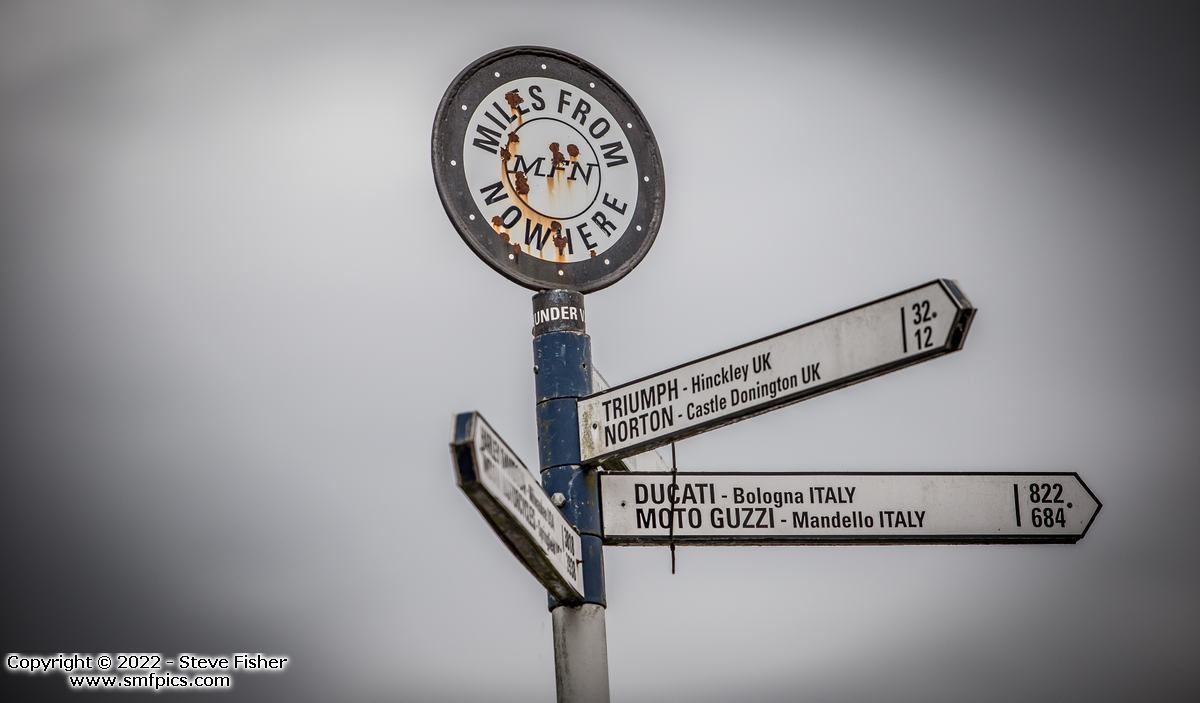 MILES FROM
MFN
NOWHERE
UNDER
TRIUMPH - Hinckley UK
32.
NORTON - Castle Donington UK
12
DUCATI - Bologna ITALY
822.
MOTO GUZZI - Mandello ITALY
684
Copyright © 2022 - Steve Fisher
www.smfpics.com